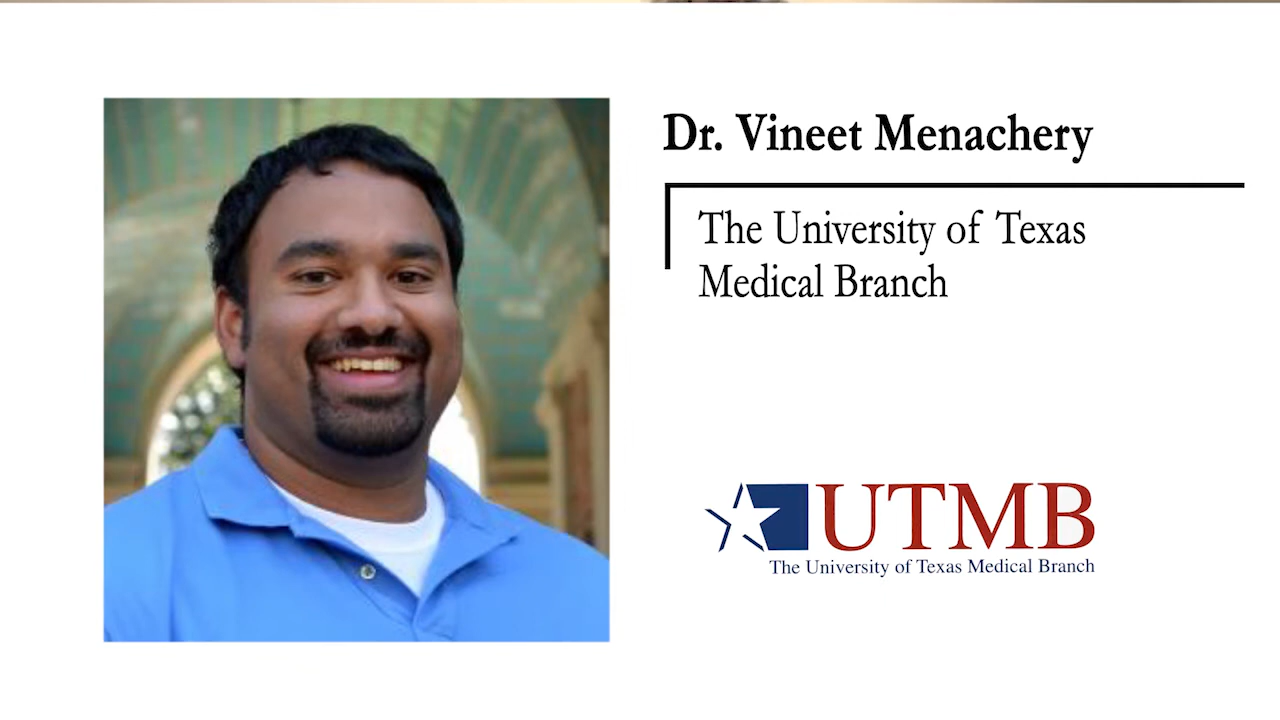 Dr. Vineet Menachery
The University of Texas
Medical Branch
UTMB
The University of Texas Medical Branch